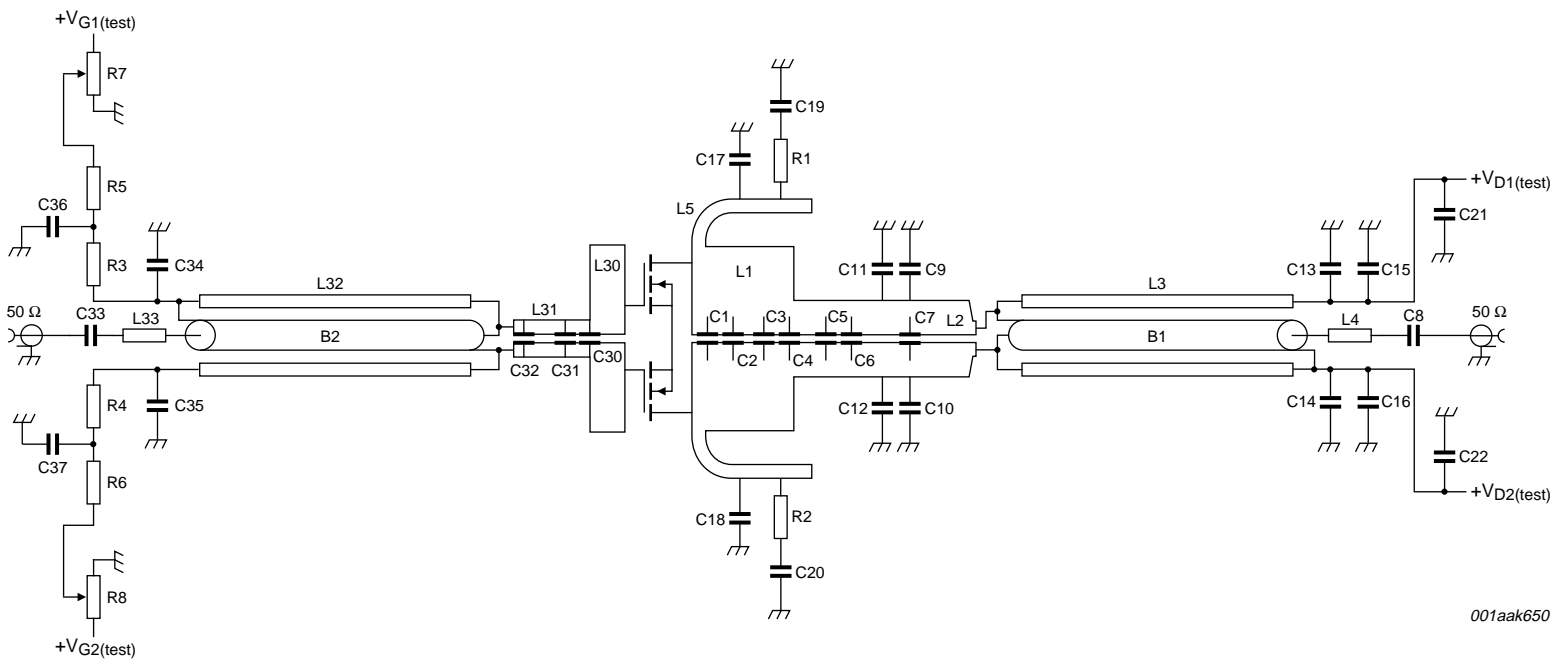 +VG1(test)
R7
C19
C17
R1
R5
L5
+VD1(test)
C36
C21
R3
C34
L30
L1
C11
C9
C13
C15
L32
L3
50 Ω
C33
L31
C1
C3
C5
C7
L2
L4
C8
50 Ω
L33
B2
B1
C32
C31
C30
C2
C4
C6
R4
C35
C12
C10
C14
C16
C37
C22
R6
+VD2(test)
C18
R2
C20
R8
001aak650
+VG2(test)